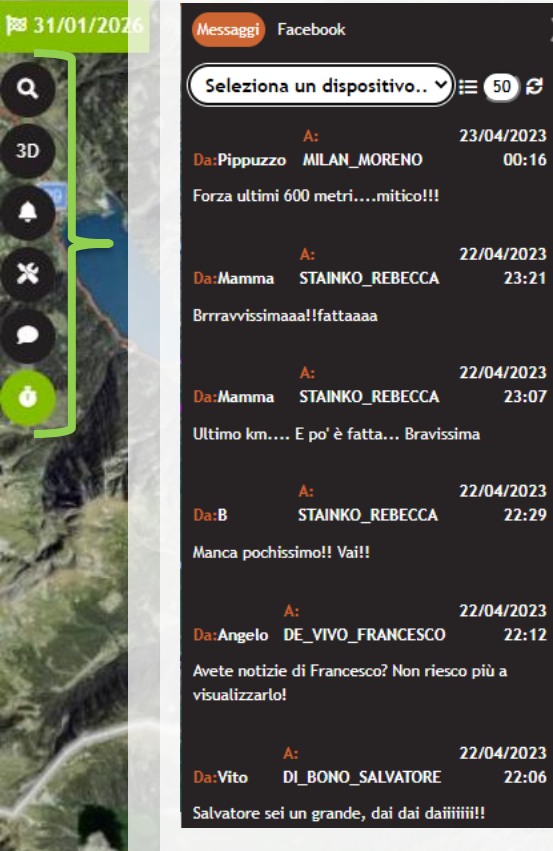 31/01/2026
3D
Messaggi Facebook
Seleziona un dispositivo.. 50
A: 23/04/2023
Da:Pippuzzo MILAN_MORENO 00:16
Forza ultimi 600 metri....mitico!!!
A: 22/04/2023
Da:Mamma STAINKO_REBECCA 23:21
Brrravvissimaaa!!fattaaaa
A: 22/04/2023
Da:Mamma STAINKO_REBECCA 23:07
Ultimo km.... E po' è fatta... Bravissima
A: 22/04/2023
Da:B STAINKO_REBECCA 22:29
Manca pochissimo!! Vai!!
A: 22/04/2023
Da:Angelo DE_VIVO_FRANCESCO 22:12
Avete notizie di Francesco? Non riesco più a
visualizzarlo!
A: 22/04/2023
Da:Vito DI_BONO_SALVATORE 22:06
Salvatore sei un grande, dai dai daiiiiiii!!